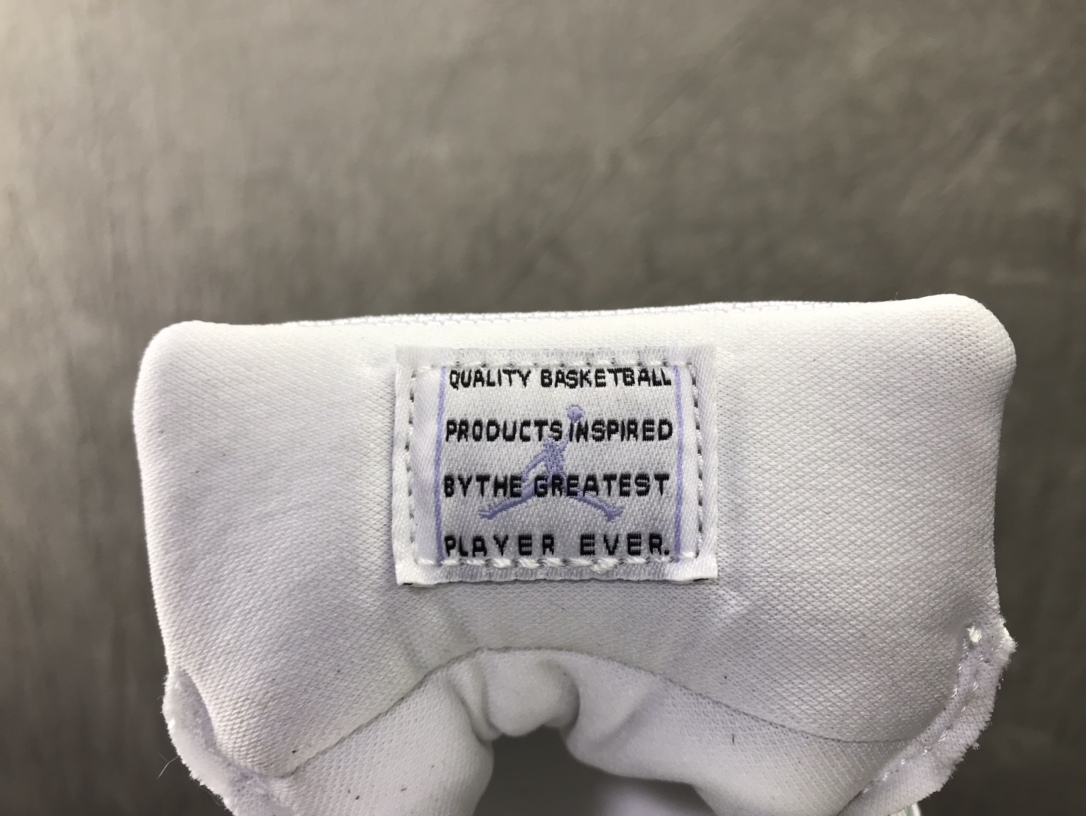 QUALITY BASKETBALL
PRODUCTS INSPIRED
BY THE GREATEST
PLAYER EVER.